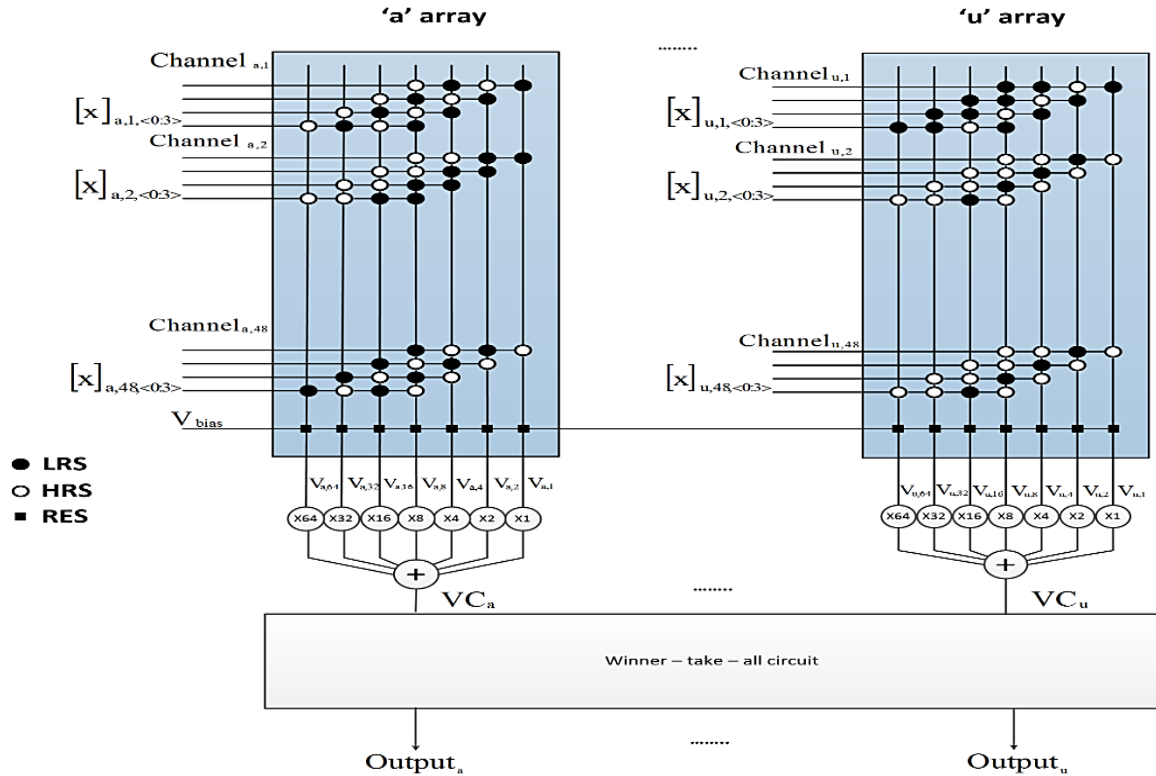 ‘a’ array
........
‘u’ array
Channel a,1
[x] a,1,<0:3>
Channel a,2
[x] a,2,<0:3>
Channel a,48
[x] a,48,<0:3>
V bias
Channel u,1
[x] u,1,<0:3>
Channel u,2
[x] u,2,<0:3>
Channel u,48
[x] u,48,<0:3>
LRS
HRS
RES
V a,64 V a,32 V a,16 V a,8 V a,4 V a,2 V a,1
X64 X32 X16 X8 X4 X2 X1
+
VC a
V u,64 V u,32 V u,16 V u,8 V u,4 V u,2 V u,1
X64 X32 X16 X8 X4 X2 X1
+
VC u
........
Winner – take – all circuit
Output a
........
Output u